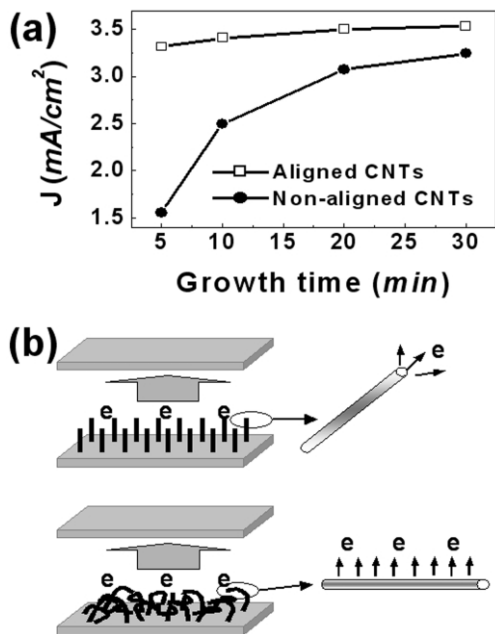 (a)
J (mA/cm²)
3.5
3.0
2.5
2.0
1.5
Aligned CNTs
Non-aligned CNTs
5 10 15 20 25 30
Growth time (min)
(b)
e e e
e
e e e
e e e